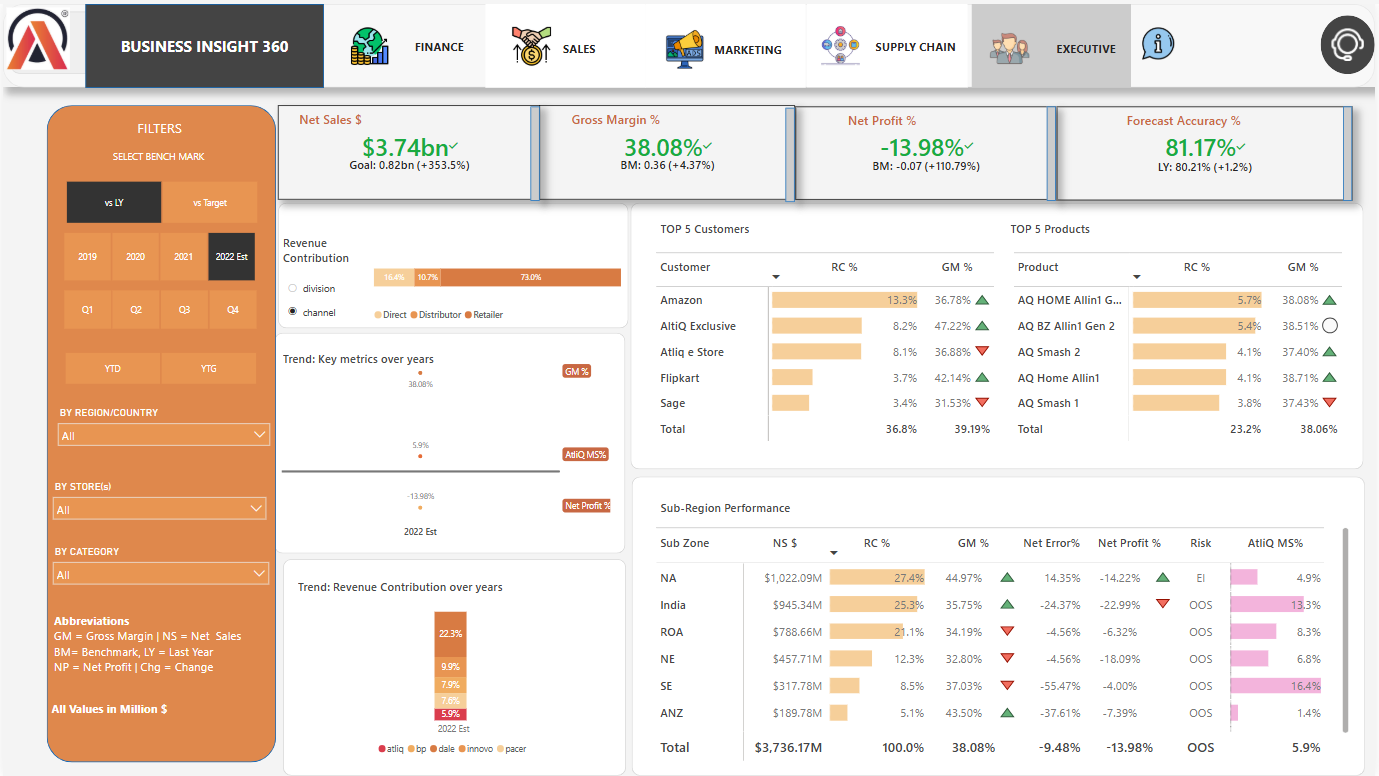 BUSINESS INSIGHT 360
FINANCE
SALES
ADS
MARKETING
SUPPLY CHAIN
EXECUTIVE
FILTERS
SELECT BENCH MARK
vs LY
vs Target
2019
2020
2021
2022 Est
Q1
Q2
Q3
Q4
YTD
YTG
BY REGION/COUNTRY
All
BY STORE(s)
All
BY CATEGORY
All
Abbreviations
GM = Gross Margin | NS = Net Sales
BM= Benchmark, LY = Last Year
NP = Net Profit | Chg = Change
All Values in Million $
Net Sales $
$3.74bn
Goal: 0.82bn (+353.5%)
Gross Margin %
38.08%
BM: 0.36 (+4.37%)
Net Profit %
-13.98%
BM: -0.07 (+110.79%)
Forecast Accuracy %
81.17%
LY: 80.21% (+1.2%)
Revenue
Contribution
division
channel
16.4% 10.7% 73.0%
Direct Distributor Retailer
Trend: Key metrics over years
GM %
38.08%
5.9%
AtliQ MS%
-13.98%
Net Profit %
2022 Est
Trend: Revenue Contribution over years
22.3%
9.9%
7.9%
7.6%
5.9%
2022 Est
atliq bp dale innovo pacer
TOP 5 Customers
Customer RC % GM %
Amazon 13.3% 36.78%
AltiQ Exclusive 8.2% 47.22%
Atliq e Store 8.1% 36.88%
Flipkart 3.7% 42.14%
Sage 3.4% 31.53%
Total 36.8% 39.19%
TOP 5 Products
Product RC % GM %
AQ HOME Allin1 G... 5.7% 38.08%
AQ BZ Allin1 Gen 2 5.4% 38.51%
AQ Smash 2 4.1% 37.40%
AQ Home Allin1 4.1% 38.71%
AQ Smash 1 3.8% 37.43%
Total 23.2% 38.06%
Sub-Region Performance
Sub Zone NS $ RC % GM % Net Error% Net Profit % Risk AtliQ MS%
NA $1,022.09M 27.4% 44.97% 14.35% -14.22% EI 4.9%
India $945.34M 25.3% 35.75% -24.37% -22.99% OOS 13.3%
ROA $788.66M 21.1% 34.19% -4.56% -6.32% OOS 8.3%
NE $457.71M 12.3% 32.80% -4.56% -18.09% OOS 6.8%
SE $317.78M 8.5% 37.03% -55.47% -4.00% OOS 16.4%
ANZ $189.78M 5.1% 43.50% -37.61% -7.39% OOS 1.4%
Total $3,736.17M 100.0% 38.08% -9.48% -13.98% OOS 5.9%